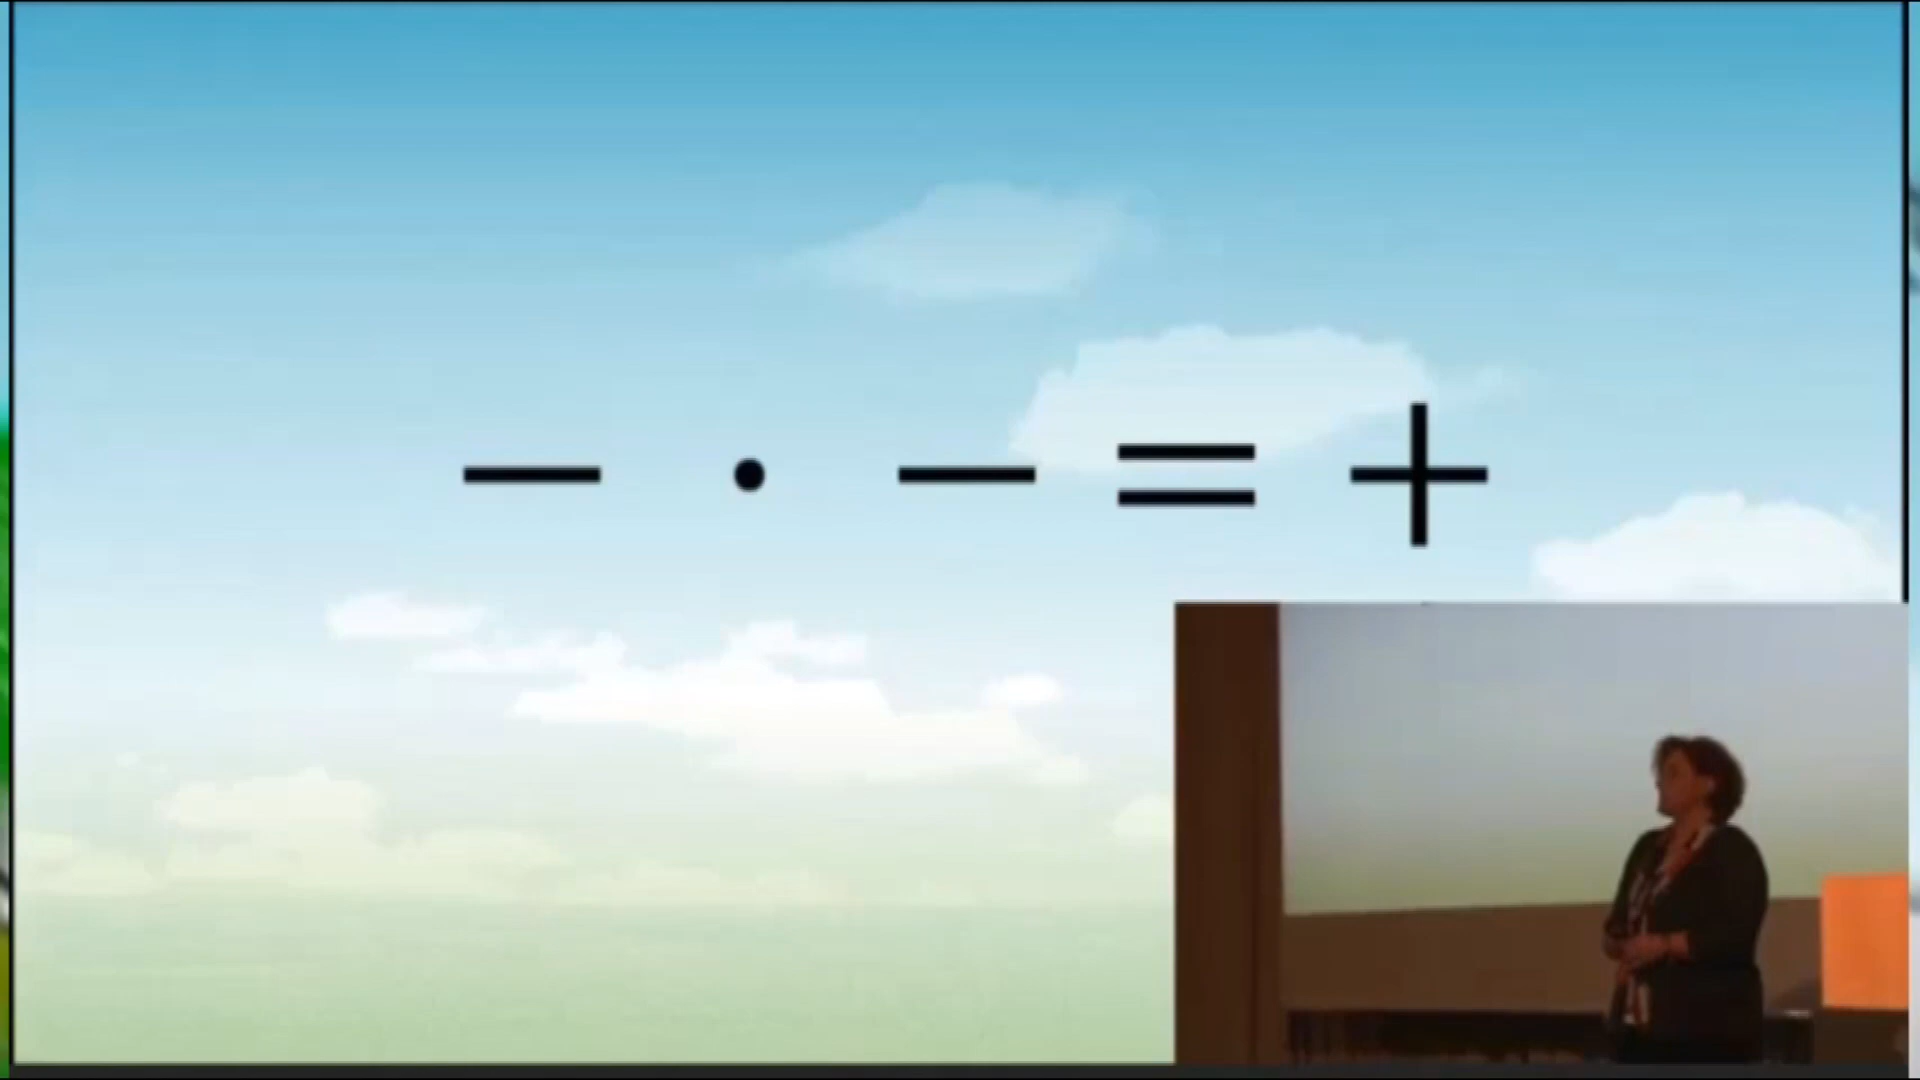 − · − = +